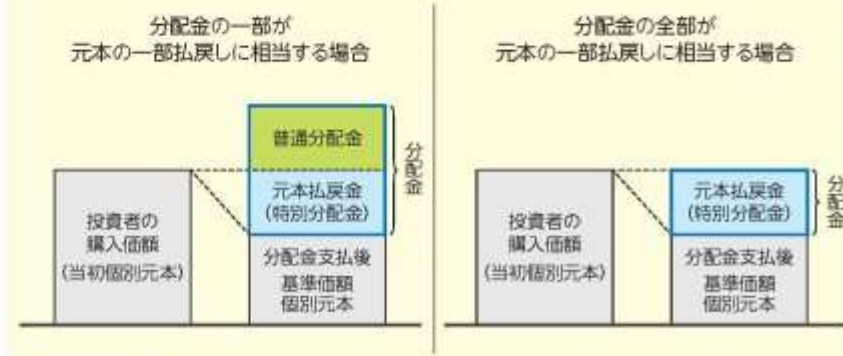 分配金の一部が
元本の一部払戻しに相当する場合
普通分配金
元本払戻金
(特別分配金)
分配金
投資者の
購入価額
(当初個別元本)
分配金支払後
基準価額
個別元本
分配金の全部が
元本の一部払戻しに相当する場合
元本払戻金
(特別分配金)
分配金
投資者の
購入価額
(当初個別元本)
分配金支払後
基準価額
個別元本